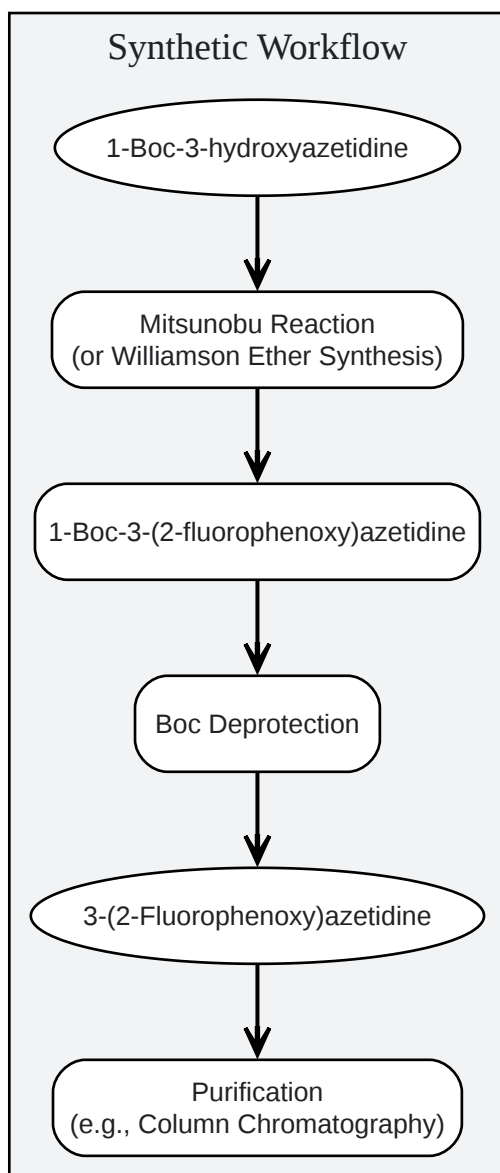 Synthetic Workflow
1-Boc-3-hydroxyazetidine
Mitsunobu Reaction
(or Williamson Ether Synthesis)
1-Boc-3-(2-fluorophenoxy)azetidine
Boc Deprotection
3-(2-Fluorophenoxy)azetidine
Purification
(e.g., Column Chromatography)